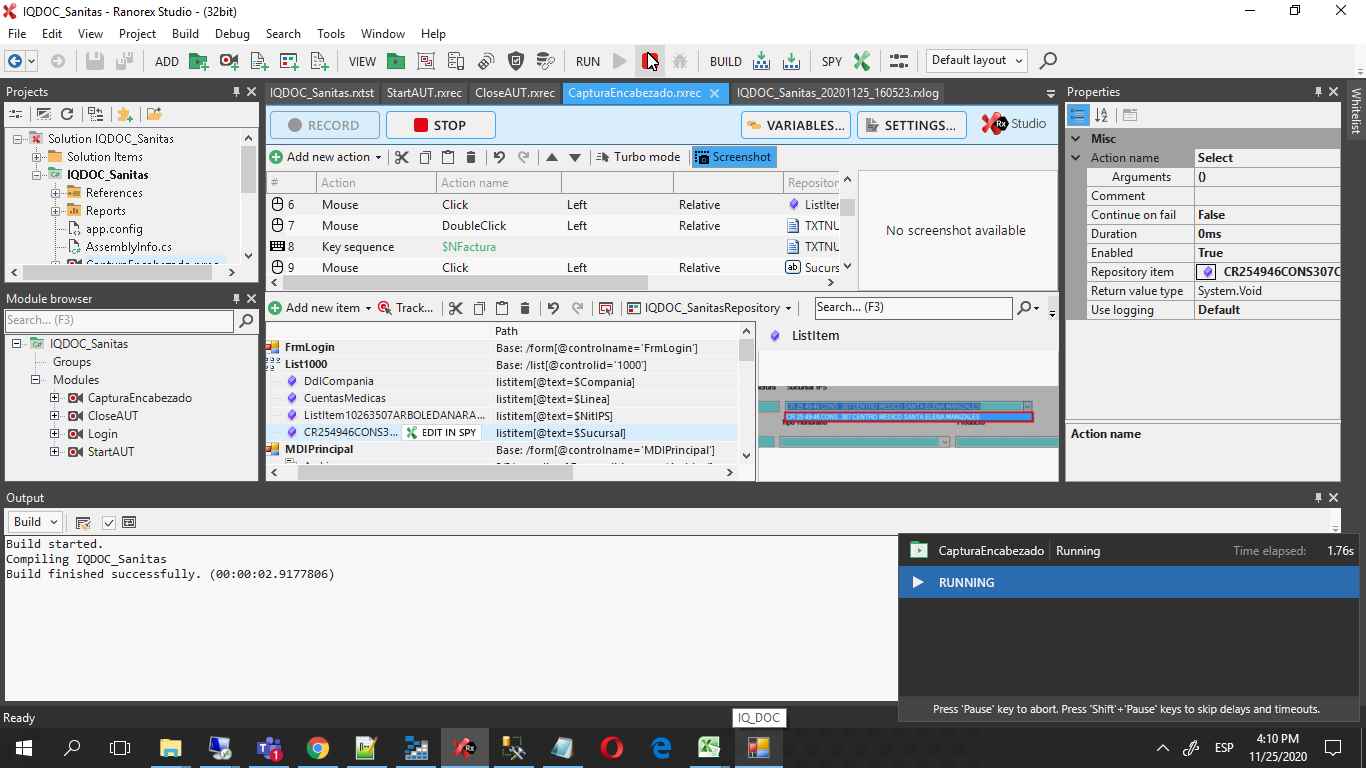 IQDOC_Sanitas - Ranorex Studio - (32bit)
File Edit View Project Build Debug Search Tools Window Help
ADD VIEW RUN BUILD SPY Default layout
Projects
IQDOC_Sanitas.rxtst StartAUT.rxrec CloseAUT.rxrec CapturaEncabezado.rxrec IQDOC_Sanitas_20201125_160523.rxlog
Properties
Whitelist
Solution IQDOC_Sanitas
Solution Items
IQDOC_Sanitas
References
Reports
app.config
AssemblyInfo.cs
RECORD STOP VARIABLES... SETTINGS... Rx Studio
Add new action Turbo mode Screenshot
# Action Action name Repositor
6 Mouse Click Left Relative ListIter
7 Mouse DoubleClick Left Relative TXTNU
8 Key sequence $NFactura TXTNU
9 Mouse Click Left Relative Sucurs
No screenshot available
Misc
Action name Select
Arguments ()
Comment
Continue on fail False
Duration 0ms
Enabled True
Repository item CR254946CONS307C
Return value type System.Void
Use logging Default
Action name
Module browser
Search... (F3)
IQDOC_Sanitas
Groups
Modules
CapturaEncabezado
CloseAUT
Login
StartAUT
Add new item Track... IQDOC_SanitasRepository Search... (F3)
Path
FrmLogin Base: /form[@controlname='FrmLogin']
List1000 Base: /list[@controlid='1000']
DdlCompania listitem[@text=$Compania]
CuentasMedicas listitem[@text=$Linea]
ListItem10263507ARBOLEDANARA... listitem[@text=$NitIPS]
CR254946CONS3... EDIT IN SPY listitem[@text=$Sucursal]
MDIPrincipal Base: /form[@controlname='MDIPrincipal']
ListItem
Output
Build
Build started.
Compiling IQDOC_Sanitas
Build finished successfully. (00:00:02.9177806)
CapturaEncabezado Running Time elapsed: 1.76s
RUNNING
Press 'Pause' key to abort. Press 'Shift'+'Pause' keys to skip delays and timeouts.
Ready
IQ_DOC
ESP
4:10 PM
11/25/2020